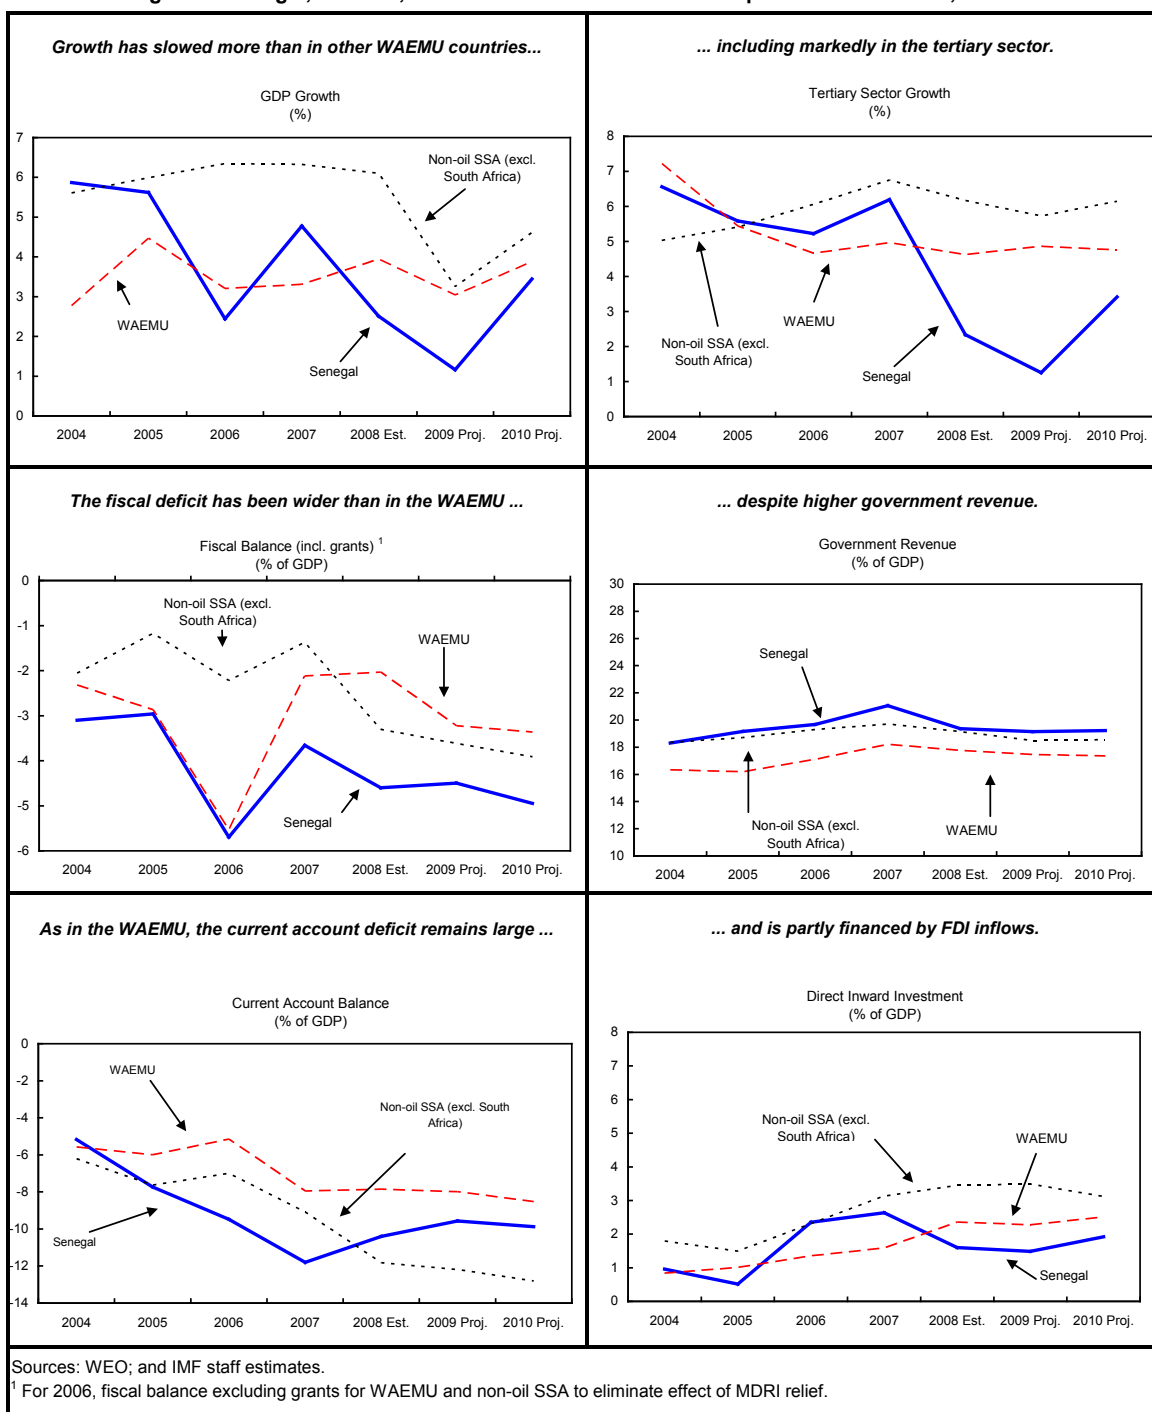 Growth has slowed more than in other WAEMU countries...
GDP Growth
(%)
7
6
5
4
3
2
1
0
Non-oil SSA (excl.
South Africa)
WAEMU
Senegal
2004 2005 2006 2007 2008 Est. 2009 Proj. 2010 Proj.
... including markedly in the tertiary sector.
Tertiary Sector Growth
(%)
8
7
6
5
4
3
2
1
0
Non-oil SSA (excl.
South Africa)
WAEMU
Senegal
2004 2005 2006 2007 2008 Est. 2009 Proj. 2010 Proj.
The fiscal deficit has been wider than in the WAEMU ...
Fiscal Balance (incl. grants) 1
(% of GDP)
0
-1
-2
-3
-4
-5
-6
Non-oil SSA (excl.
South Africa)
WAEMU
Senegal
2004 2005 2006 2007 2008 Est. 2009 Proj. 2010 Proj.
... despite higher government revenue.
Government Revenue
(% of GDP)
30
28
26
24
22
20
18
16
14
12
10
Senegal
WAEMU
Non-oil SSA (excl.
South Africa)
2004 2005 2006 2007 2008 Est. 2009 Proj. 2010 Proj.
As in the WAEMU, the current account deficit remains large ...
Current Account Balance
(% of GDP)
0
-2
-4
-6
-8
-10
-12
-14
WAEMU
Non-oil SSA (excl. South
Africa)
Senegal
2004 2005 2006 2007 2008 Est. 2009 Proj. 2010 Proj.
... and is partly financed by FDI inflows.
Direct Inward Investment
(% of GDP)
8
7
6
5
4
3
2
1
0
Non-oil SSA (excl.
South Africa)
WAEMU
Senegal
2004 2005 2006 2007 2008 Est. 2009 Proj. 2010 Proj.
Sources: WEO; and IMF staff estimates.
1 For 2006, fiscal balance excluding grants for WAEMU and non-oil SSA to eliminate effect of MDRI relief.